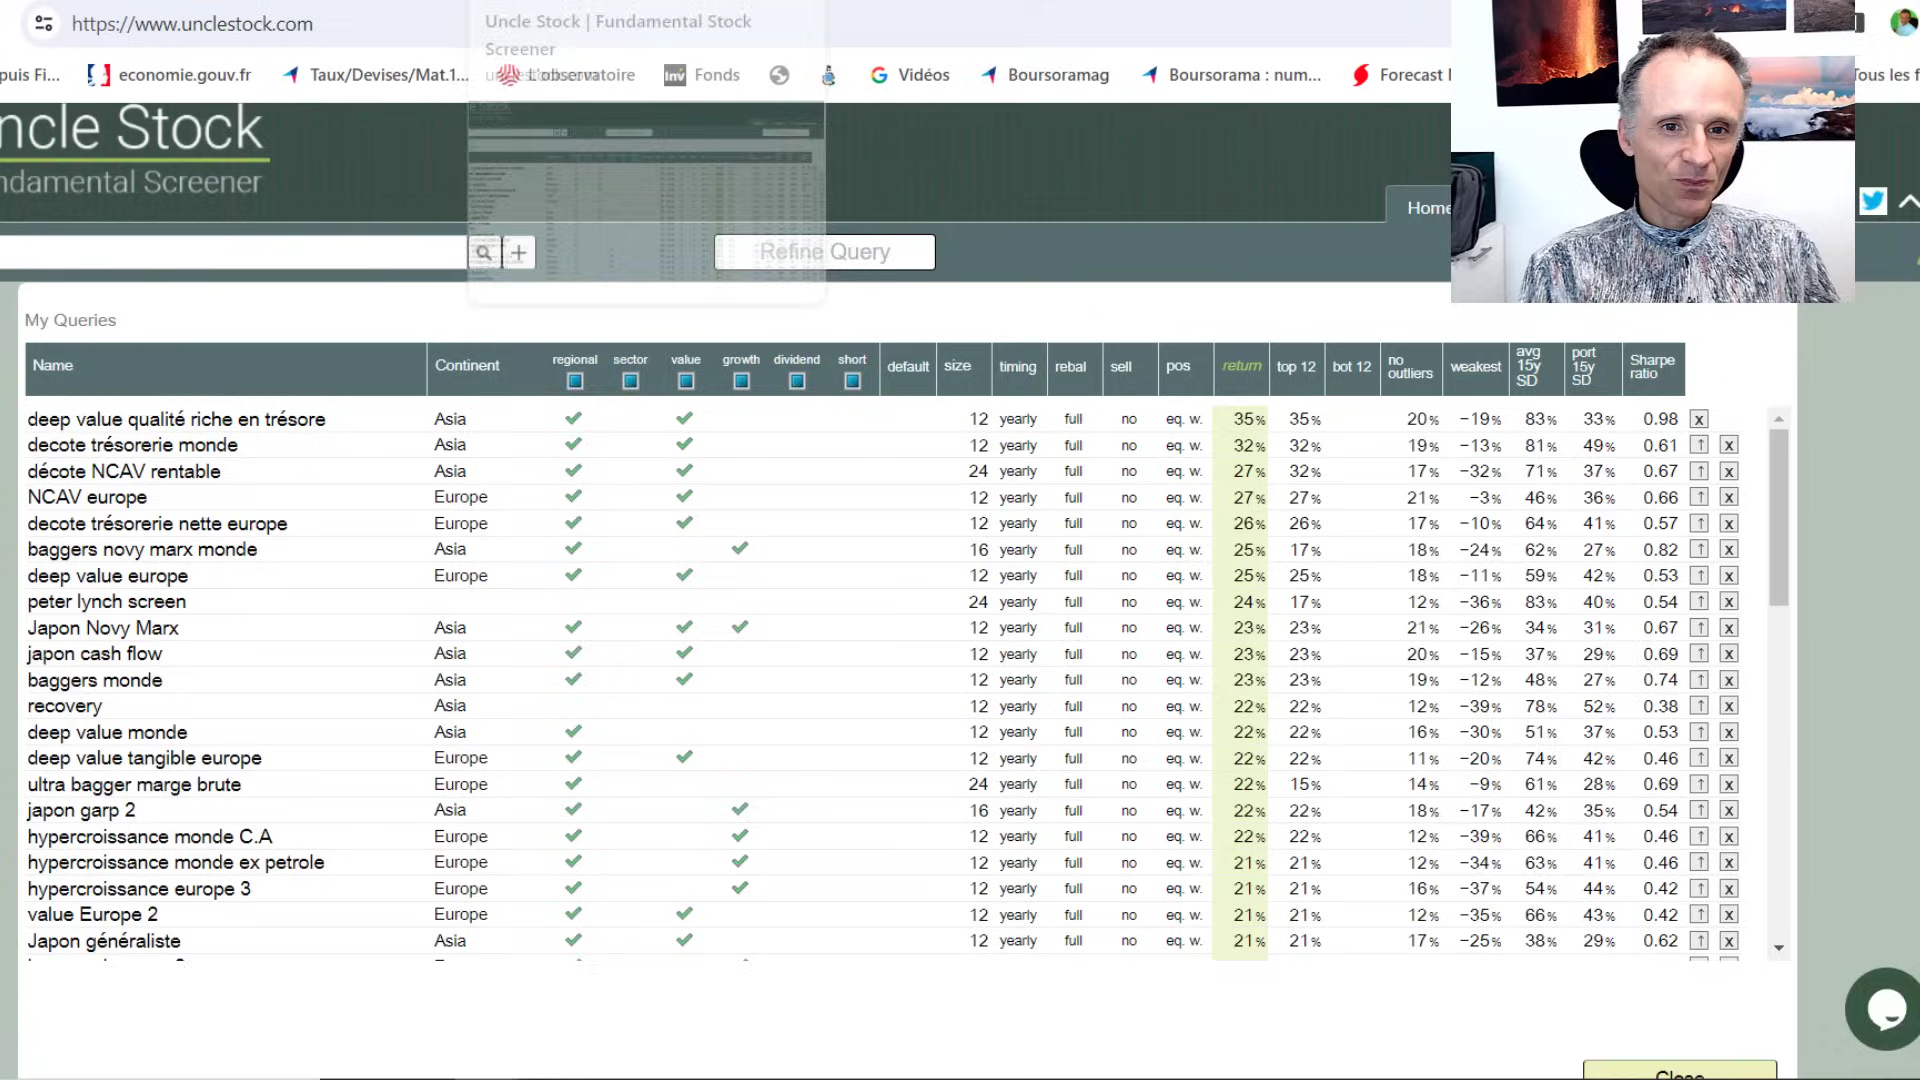 https://www.unclestock.com
Uncle Stock | Fundamental Stock
Screener
puis Fi...
economie.gouv.fr
Taux/Devises/Mat.1...
L'observatoire
Inv
Fonds
G
Vidéos
Boursoramag
Boursorama : num...
Forecast
Tous les f
ncle Stock
ndamental Screener
Home
+
Refine Query
My Queries
Name Continent regional sector value growth dividend short default size timing rebal sell pos return top 12 bot 12 no outliers weakest avg 15y SD port 15y SD Sharpe ratio
deep value qualité riche en trésore Asia 12 yearly full no eq. w. 35% 35% 20% −19% 83% 33% 0.98 x
decote trésorerie monde Asia 12 yearly full no eq. w. 32% 32% 19% −13% 81% 49% 0.61 ↑ x
décote NCAV rentable Asia 24 yearly full no eq. w. 27% 32% 17% −32% 71% 37% 0.67 ↑ x
NCAV europe Europe 12 yearly full no eq. w. 27% 27% 21% −3% 46% 36% 0.66 ↑ x
decote trésorerie nette europe Europe 12 yearly full no eq. w. 26% 26% 17% −10% 64% 41% 0.57 ↑ x
baggers novy marx monde Asia 16 yearly full no eq. w. 25% 17% 18% −24% 62% 27% 0.82 ↑ x
deep value europe Europe 12 yearly full no eq. w. 25% 25% 18% −11% 59% 42% 0.53 ↑ x
peter lynch screen 24 yearly full no eq. w. 24% 17% 12% −36% 83% 40% 0.54 ↑ x
Japon Novy Marx Asia 12 yearly full no eq. w. 23% 23% 21% −26% 34% 31% 0.67 ↑ x
japon cash flow Asia 12 yearly full no eq. w. 23% 23% 20% −15% 37% 29% 0.69 ↑ x
baggers monde Asia 12 yearly full no eq. w. 23% 23% 19% −12% 48% 27% 0.74 ↑ x
recovery Asia 12 yearly full no eq. w. 22% 22% 12% −39% 78% 52% 0.38 ↑ x
deep value monde Asia 12 yearly full no eq. w. 22% 22% 16% −30% 51% 37% 0.53 ↑ x
deep value tangible europe Europe 12 yearly full no eq. w. 22% 22% 11% −20% 74% 42% 0.46 ↑ x
ultra bagger marge brute Europe 24 yearly full no eq. w. 22% 15% 14% −9% 61% 28% 0.69 ↑ x
japon garp 2 Asia 16 yearly full no eq. w. 22% 22% 18% −17% 42% 35% 0.54 ↑ x
hypercroissance monde C.A Europe 12 yearly full no eq. w. 22% 22% 12% −39% 66% 41% 0.46 ↑ x
hypercroissance monde ex petrole Europe 12 yearly full no eq. w. 21% 21% 12% −34% 63% 41% 0.46 ↑ x
hypercroissance europe 3 Europe 12 yearly full no eq. w. 21% 21% 16% −37% 54% 44% 0.42 ↑ x
value Europe 2 Europe 12 yearly full no eq. w. 21% 21% 12% −35% 66% 43% 0.42 ↑ x
Japon généraliste Asia 12 yearly full no eq. w. 21% 21% 17% −25% 38% 29% 0.62 ↑ x
Close